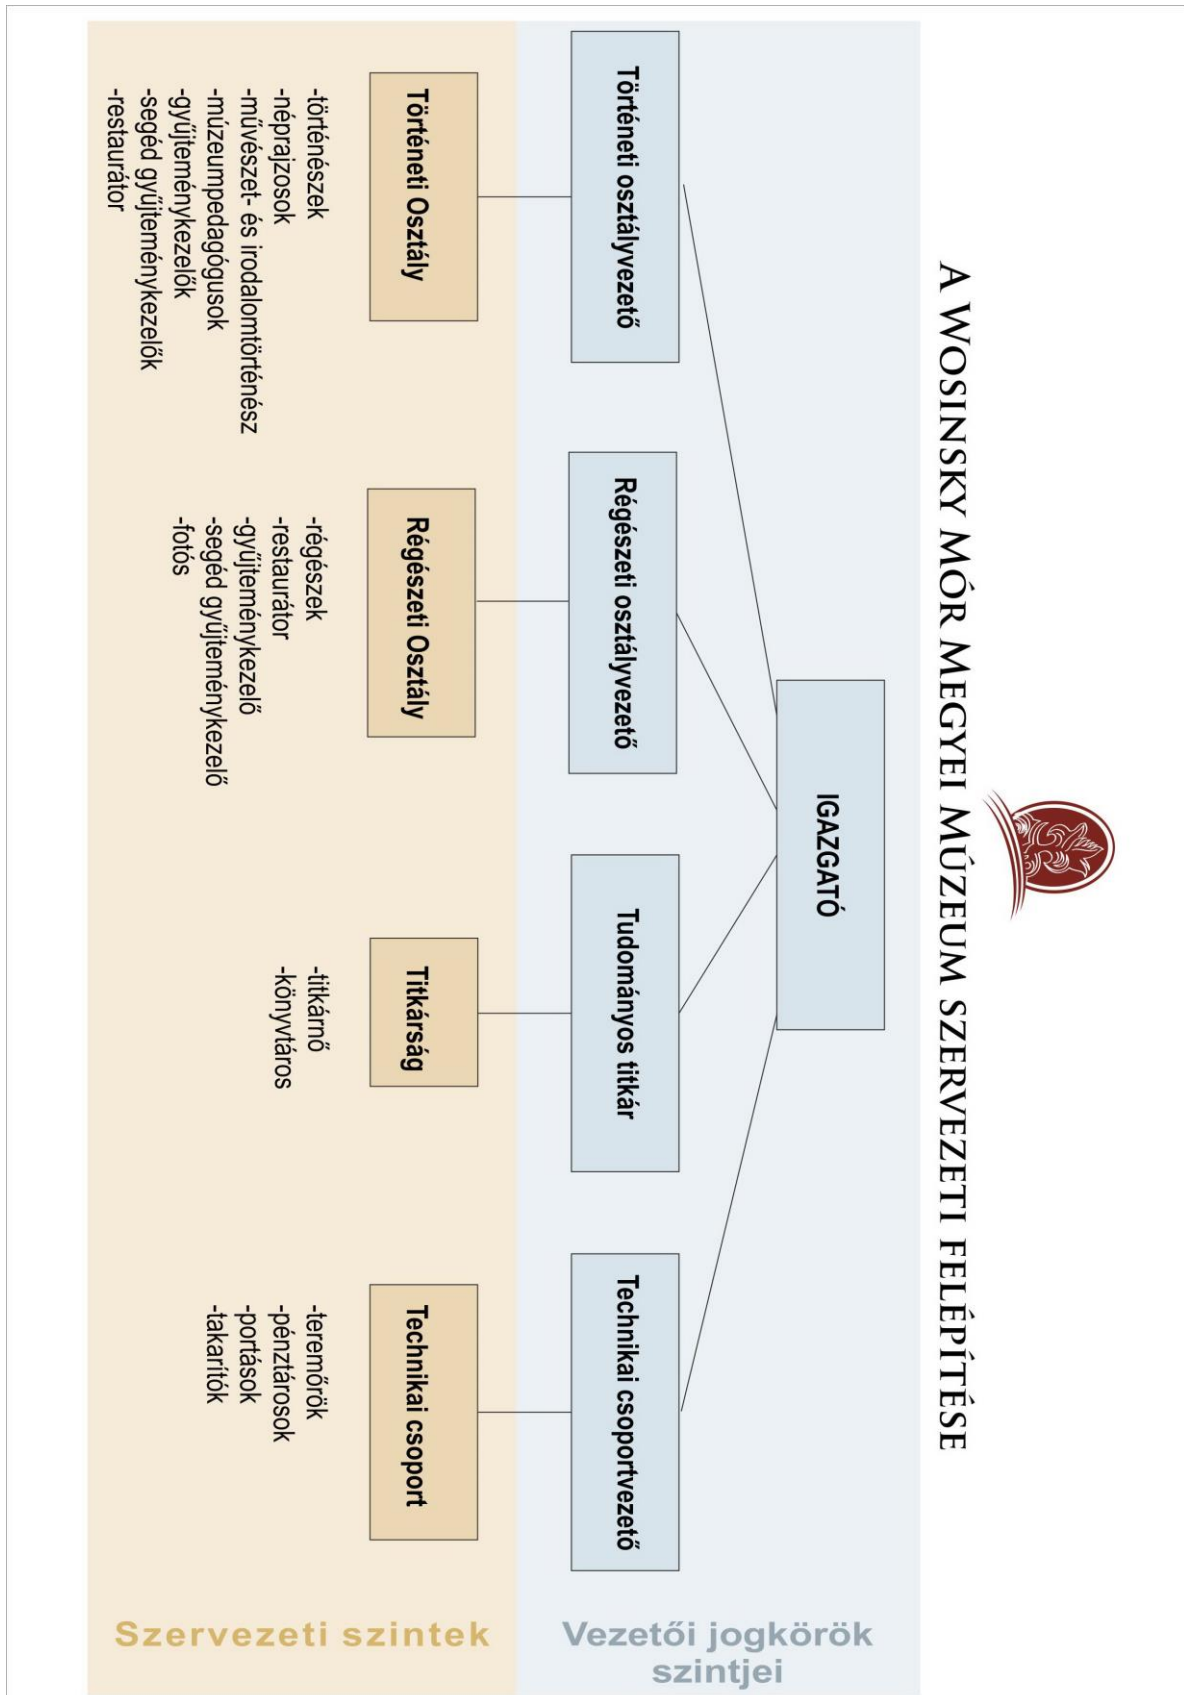 A WOSINSKY MÓR MEGYEI MÚZEUM SZERVEZETI FELÉPÍTÉSE
IGAZGATÓ
Történeti osztályvezető
Régészeti osztályvezető
Tudományos titkár
Technikai csoportvezető
Vezetői jogkörök
szintjei
Történeti Osztály
-történészek
-néprajzosok
-művészet- és irodalomtörténész
-múzeumpedagógusok
-gyűjteménykezelők
-segéd gyűjteménykezelők
-restaurátor
Régészeti Osztály
-régészek
-restaurátor
-gyűjteménykezelő
-segéd gyűjteménykezelő
-fotós
Titkárság
-titkárnő
-könyvtáros
Technikai csoport
-teremőrök
-pénztárosok
-portások
-takarítók
Szervezeti szintek